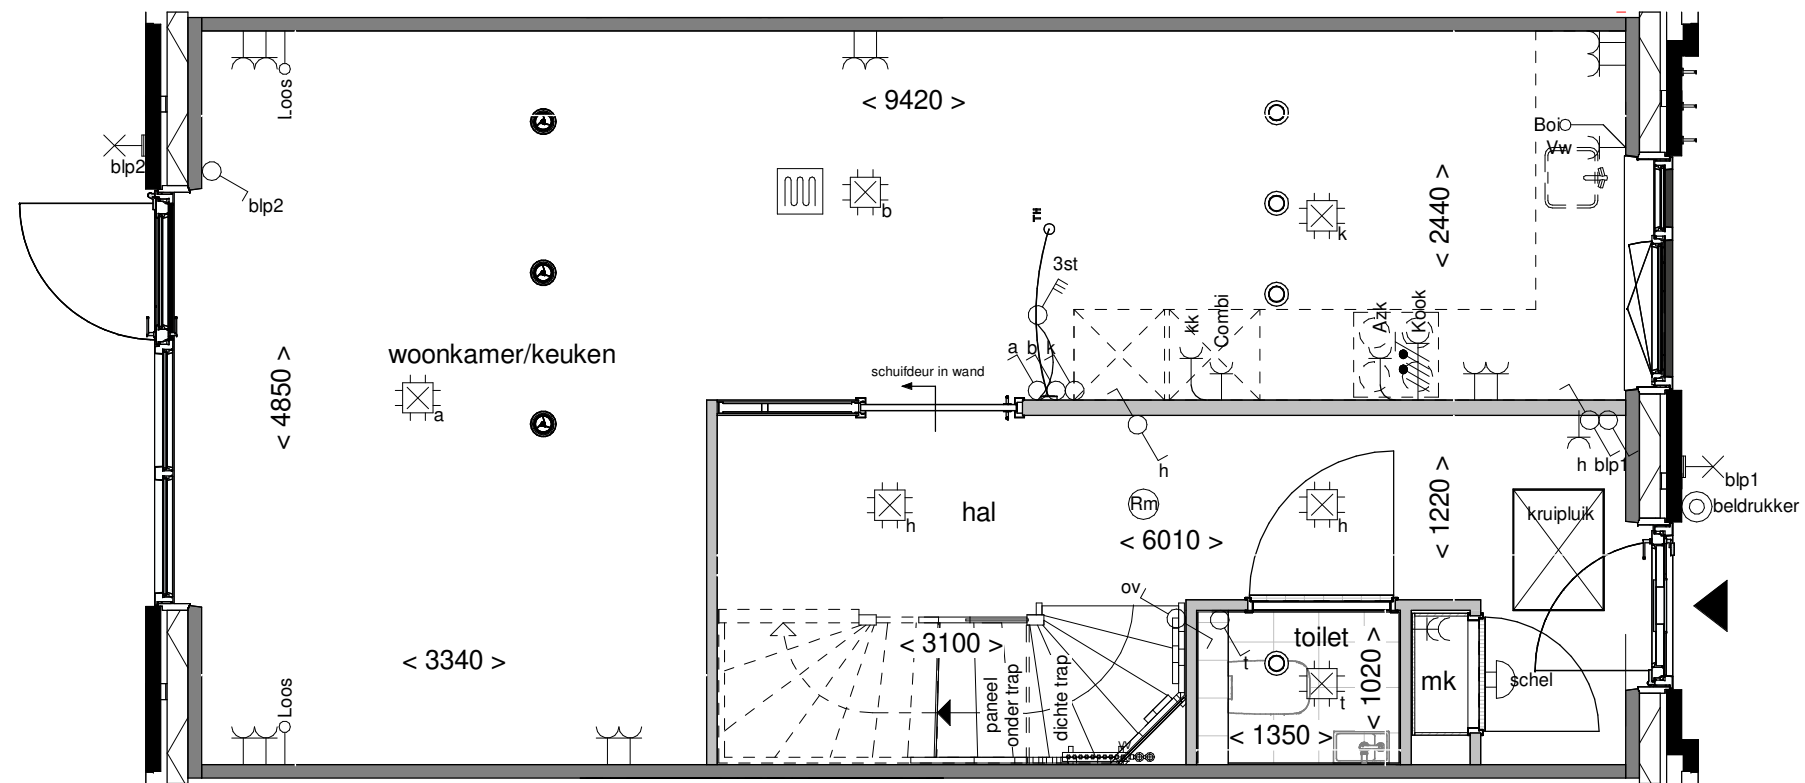 Loos
< 9420 >
Boi
Vw
blp2
blp2
b
TH
k
< 2440 >
3st
kk
Combi
Azk
Kook
a b k
schuifdeur in wand
woonkamer/keuken
< 4850 >
a
h
h blp1
blp1
beldrukker
h
hal
Rm
h
< 1220 >
kruipluik
< 6010 >
ov
t
toilet
< 3340 >
< 3100 >
paneel
onder trap
dichte trap
< 1020 >
t
mk
schel
Loos
< 1350 >